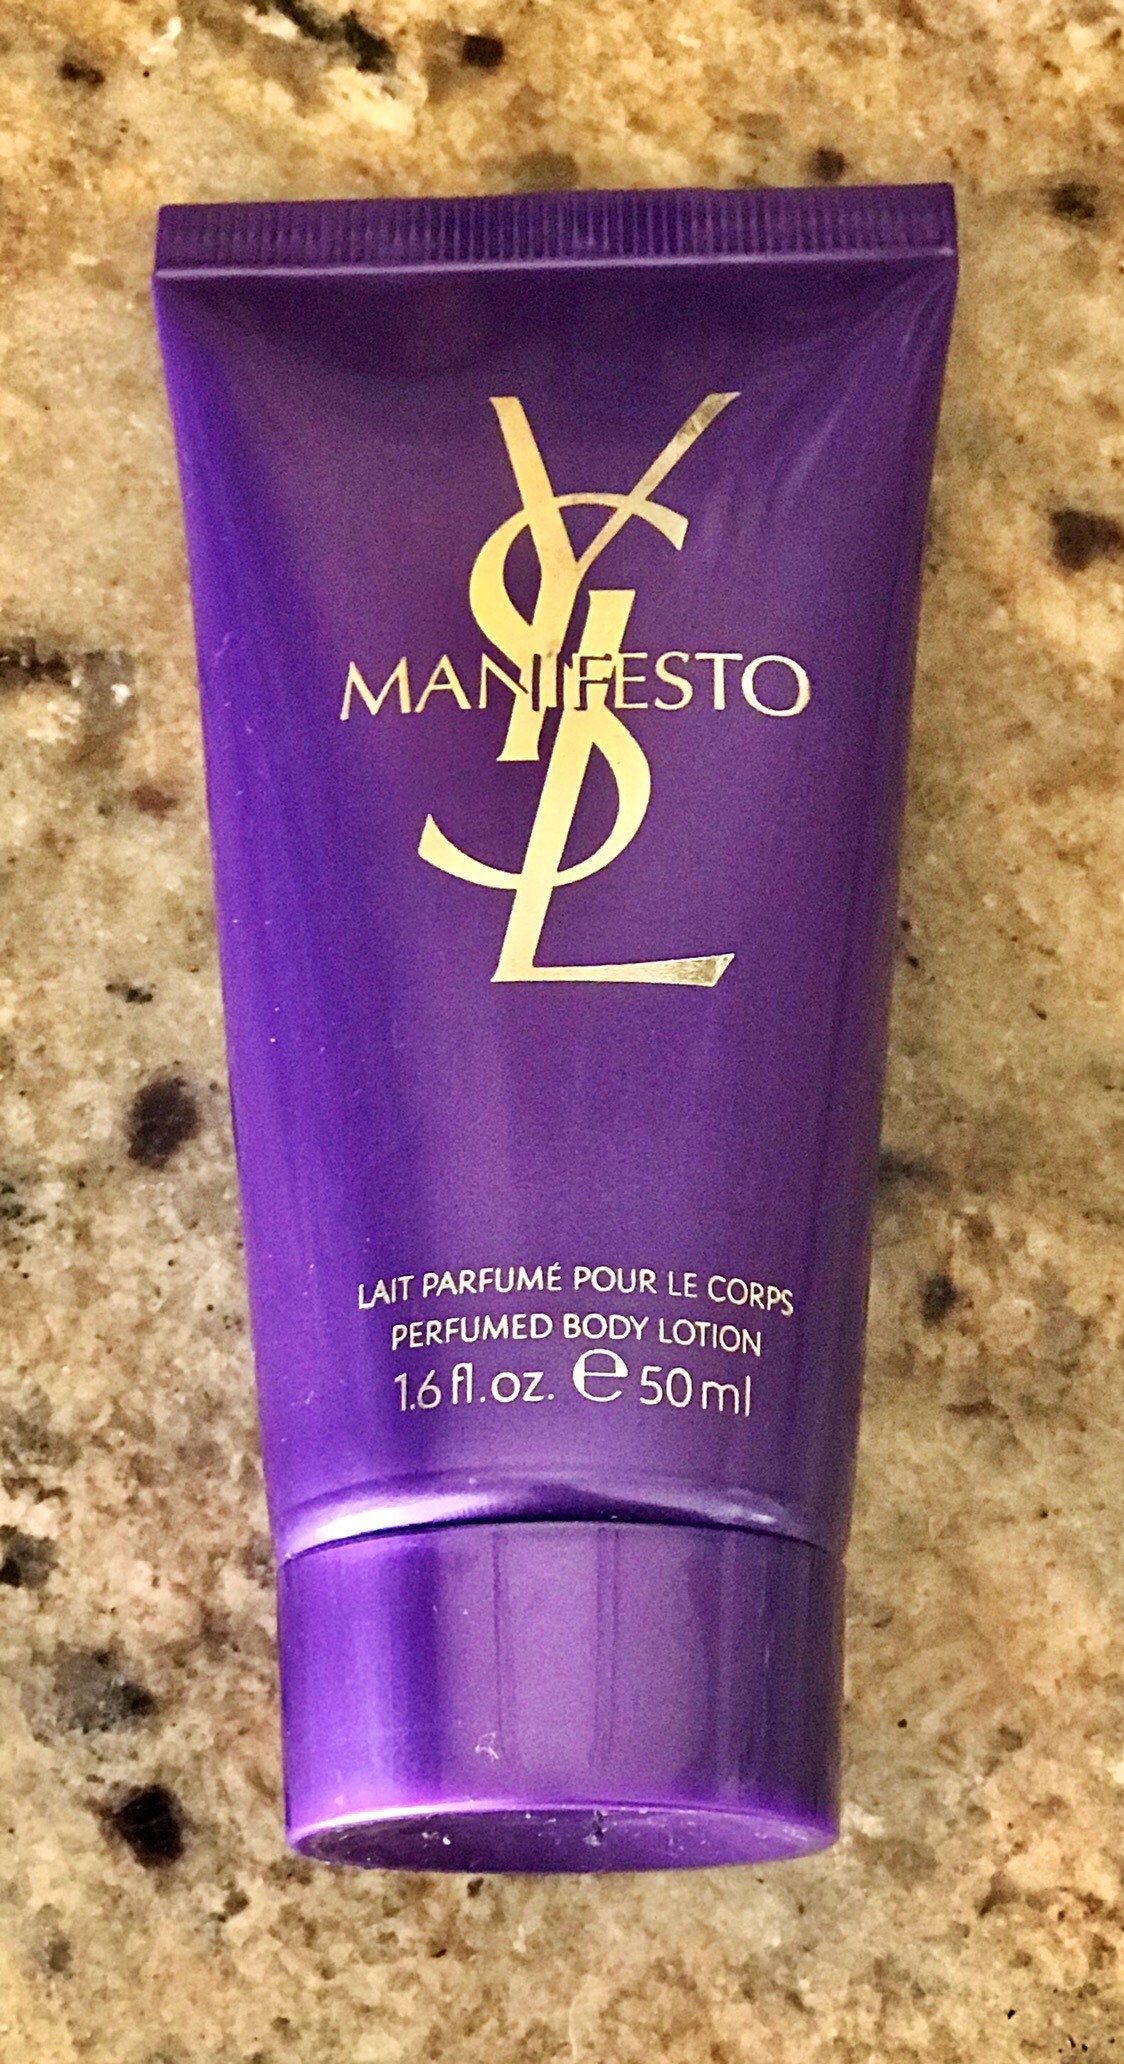 YSL
MANIFESTO
LAIT PARFUMÉ POUR LE CORPS
PERFUMED BODY LOTION
1.6 fl.oz. e 50 ml